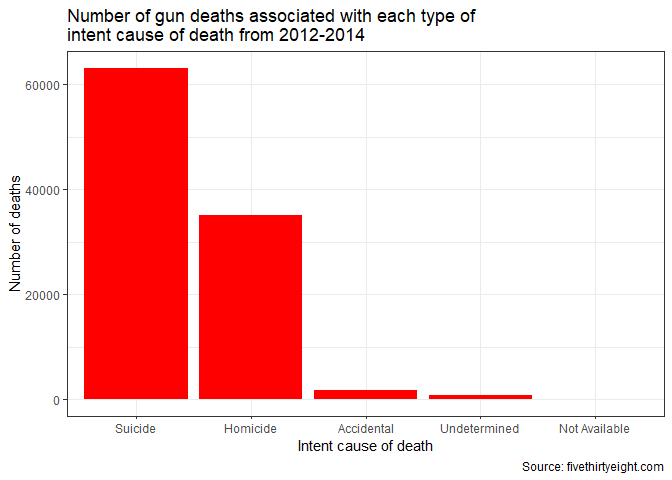 Number of gun deaths associated with each type of
intent cause of death from 2012-2014
Number of deaths
60000
40000
20000
0
Suicide Homicide Accidental Undetermined Not Available
Intent cause of death
Source: fivethirtyeight.com